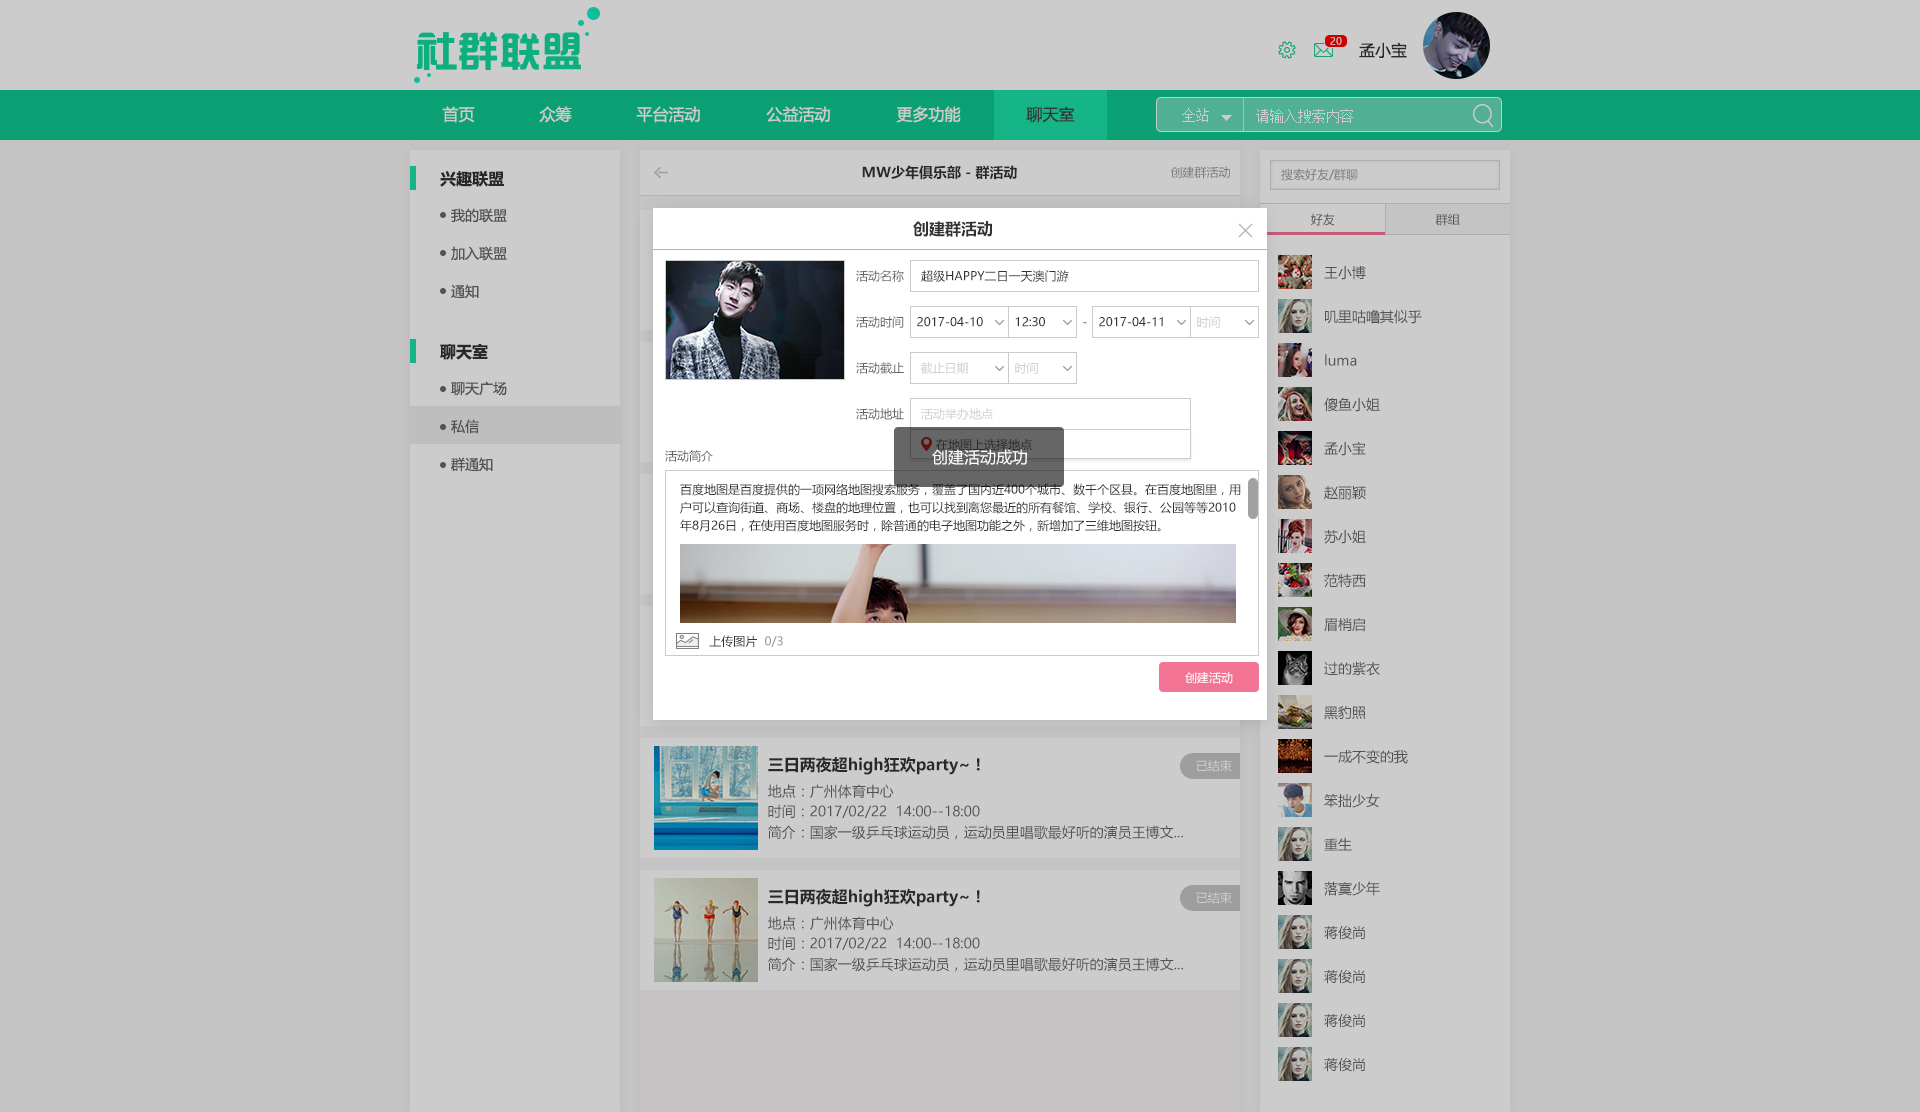 社群联盟
20
孟小宝
首页
众筹
平台活动
公益活动
更多功能
聊天室
全站
请输入搜索内容
兴趣联盟
我的联盟
加入联盟
通知
聊天室
聊天广场
私信
群通知
MW少年俱乐部 - 群活动
创建群活动
创建群活动
活动名称
超级HAPPY二日一天澳门游
活动时间
2017-04-10
12:30
-
2017-04-11
时间
活动截止
截止日期
时间
活动地址
活动举办地点
在地图上选择地点
创建活动成功
活动简介
百度地图是百度提供的一项网络地图搜索服务，覆盖了国内近400个城市、数千个区县。在百度地图里，用
户可以查询街道、商场、楼盘的地理位置，也可以找到离您最近的所有餐馆、学校、银行、公园等等2010
年8月26日，在使用百度地图服务时，除普通的电子地图功能之外，新增加了三维地图按钮。
上传图片 0/3
创建活动
三日两夜超high狂欢party~！
已结束
地点：广州体育中心
时间：2017/02/22 14:00--18:00
简介：国家一级乒乓球运动员，运动员里唱歌最好听的演员王博文...
三日两夜超high狂欢party~！
已结束
地点：广州体育中心
时间：2017/02/22 14:00--18:00
简介：国家一级乒乓球运动员，运动员里唱歌最好听的演员王博文...
搜索好友/群聊
好友
群组
王小博
叽里咕噜其似乎
luma
傻鱼小姐
孟小宝
赵丽颖
苏小姐
范特西
眉梢启
过的紫衣
黑豹照
一成不变的我
笨拙少女
重生
落寞少年
蒋俊尚
蒋俊尚
蒋俊尚
蒋俊尚